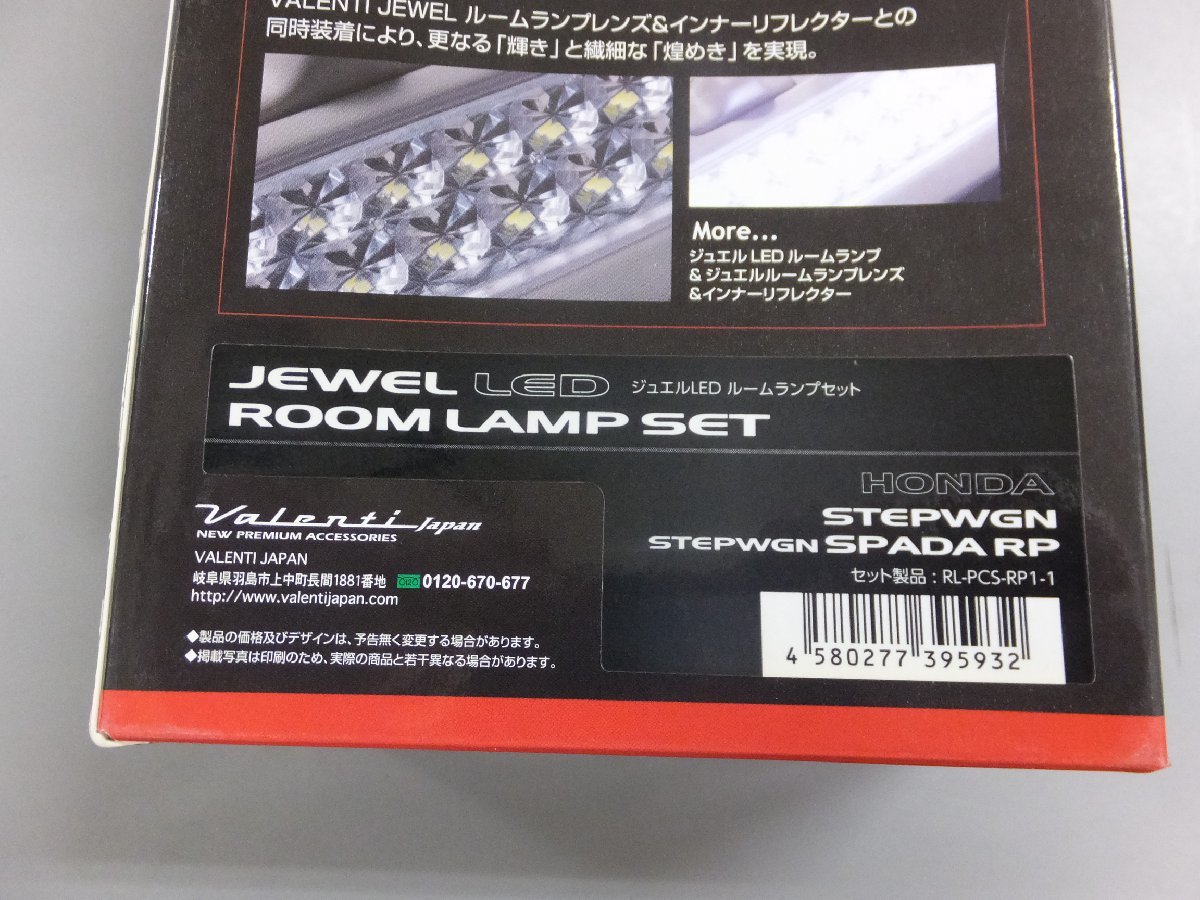 VALENTI JEWEL ルームランプレンズ&インナーリフレクターとの
同時装着により、更なる「輝き」と繊細な「煌めき」を実現。
More...
ジュエル LED ルームランプ
& ジュエルルームランプレンズ
&インナーリフレクター
JEWEL LED ジュエルLED ルームランプセット
ROOM LAMP SET
HONDA
STEPWGN
STEPWGN SPADA RP
セット製品 : RL-PCS-RP1-1
4 580277 395932
Valenti Japan
NEW PREMIUM ACCESSORIES
VALENTI JAPAN
岐阜県羽島市上中町長間1881番地 0120-670-677
http://www.valentijapan.com
◆製品の価格及びデザインは、予告無く変更する場合があります。
◆掲載写真は印刷のため、実際の商品と若干異なる場合があります。